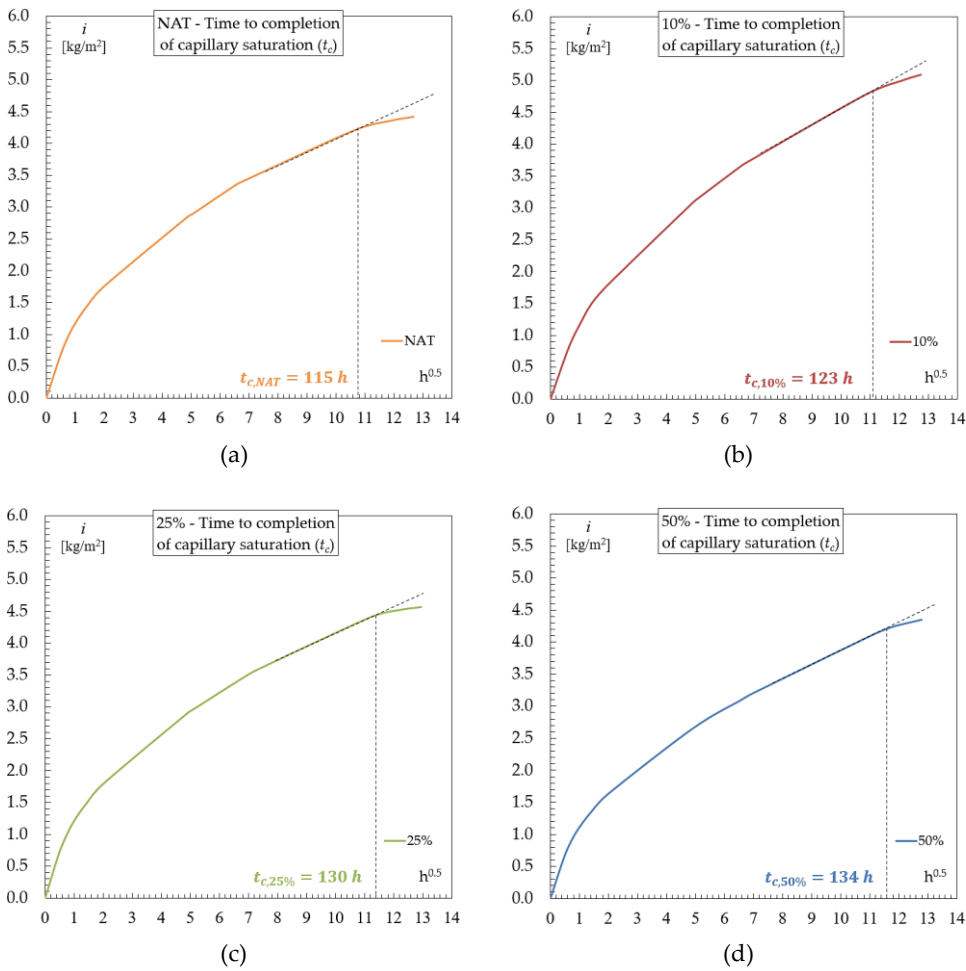 NAT - Time to completion
of capillary saturation (tc)
i
[kg/m²]
6.0
5.0
4.5
4.0
3.5
3.0
2.5
2.0
1.5
1.0
0.5
0.0
NAT
tc,NAT = 115 h
h0.5
0 1 2 3 4 5 6 7 8 9 10 11 12 13 14
(a)
10% - Time to completion
of capillary saturation (tc)
i
[kg/m²]
6.0
5.5
5.0
4.5
4.0
3.5
3.0
2.5
2.0
1.5
1.0
0.5
0.0
10%
tc,10% = 123 h
h0.5
0 1 2 3 4 5 6 7 8 9 10 11 12 13 14
(b)
25% - Time to completion
of capillary saturation (tc)
i
[kg/m²]
6.0
5.5
5.0
4.5
4.0
3.5
3.0
2.5
2.0
1.5
1.0
0.5
0.0
25%
tc,25% = 130 h
h0.5
0 1 2 3 4 5 6 7 8 9 10 11 12 13 14
(c)
50% - Time to completion
of capillary saturation (tc)
i
[kg/m²]
6.0
5.5
5.0
4.5
4.0
3.5
3.0
2.5
2.0
1.5
1.0
0.5
0.0
50%
tc,50% = 134 h
h0.5
0 1 2 3 4 5 6 7 8 9 10 11 12 13 14
(d)